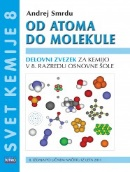 Andrej Smrdu
OD ATOMA
DO MOLEKULE
DELOVNI ZVEZEK ZA KEMIJO
V 8. RAZREDU OSNOVNE ŠOLE
SVET KEMIJE 8